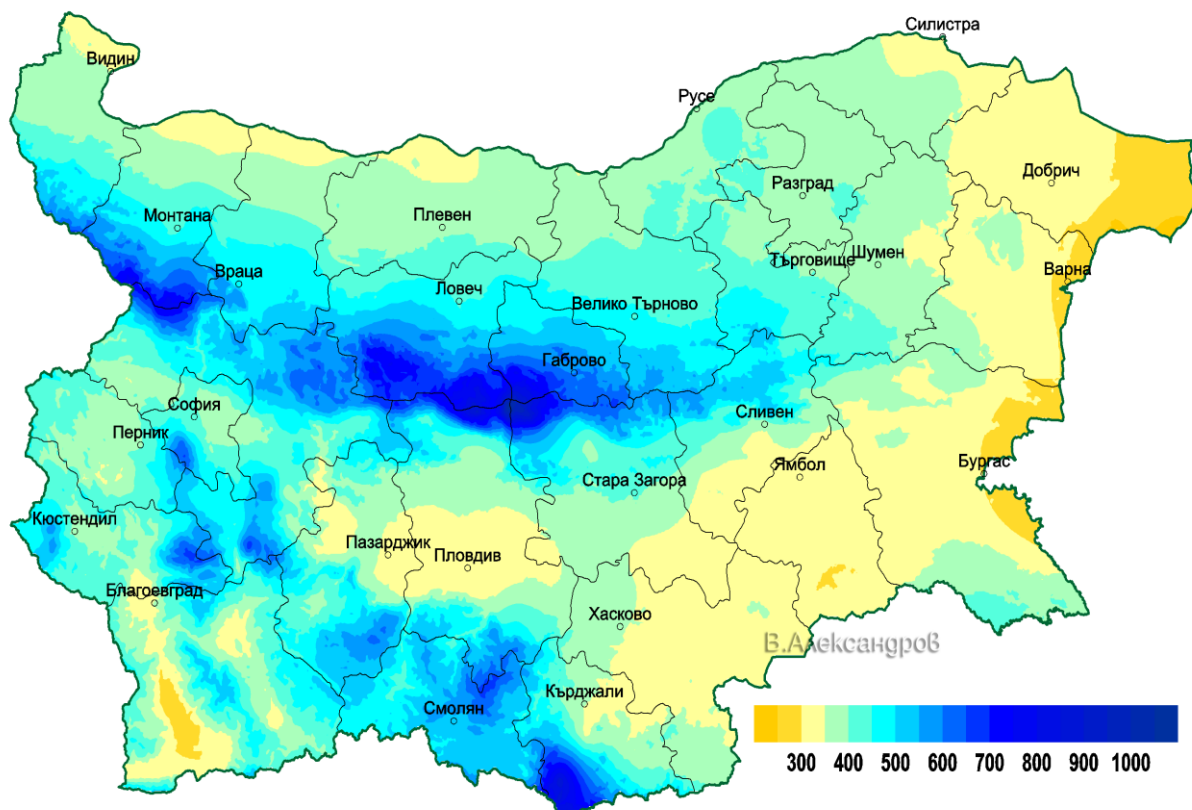 Силистра
Видин
Русе
Добрич
Разград
Монтана
Плевен
Шумен
Търговище
Варна
Враца
Ловеч
Велико Търново
Габрово
София
Сливен
Перник
Бургас
Ямбол
Стара Загора
Кюстендил
Пазарджик
Пловдив
Благоевград
Хасково
В.Александров
Кърджали
Смолян
300 400 500 600 700 800 900 1000